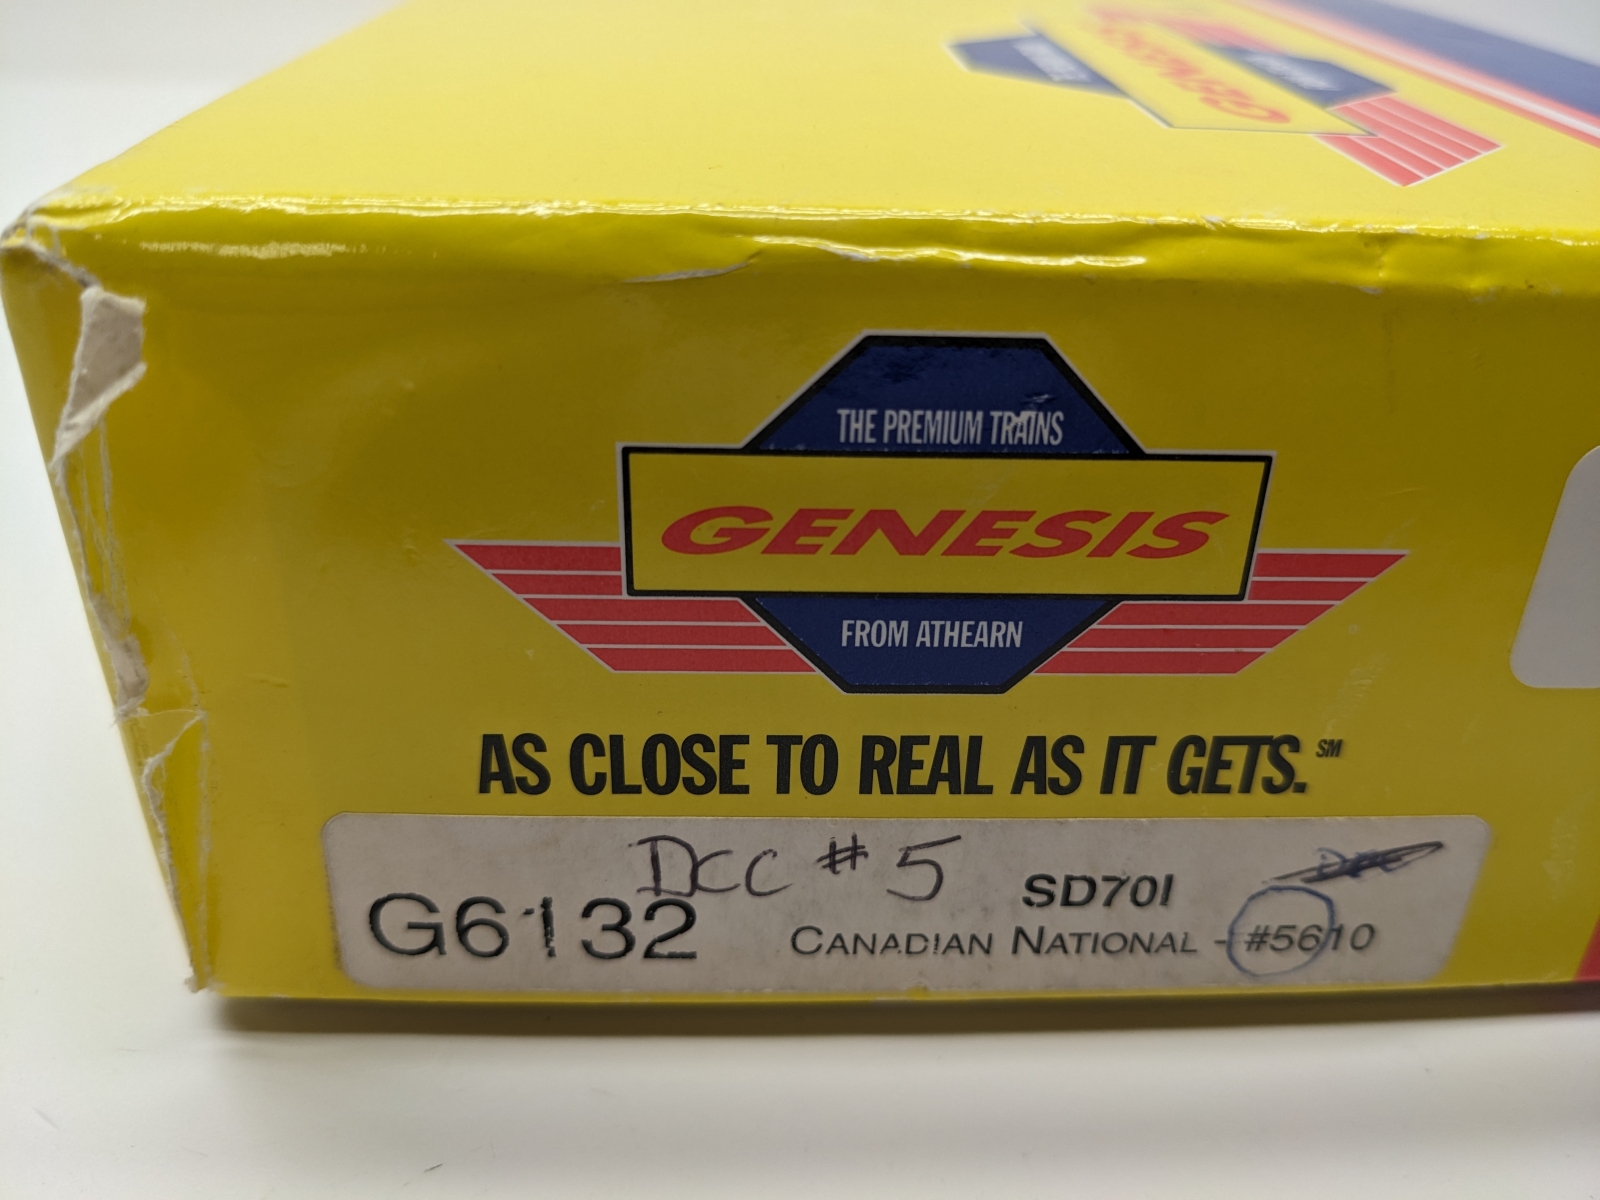 GENESIS
THE PREMIUM TRAINS
GENESIS
FROM ATHEARN
AS CLOSE TO REAL AS IT GETS.℠
DCC #5
G6132
SD70I
CANADIAN NATIONAL - #5610